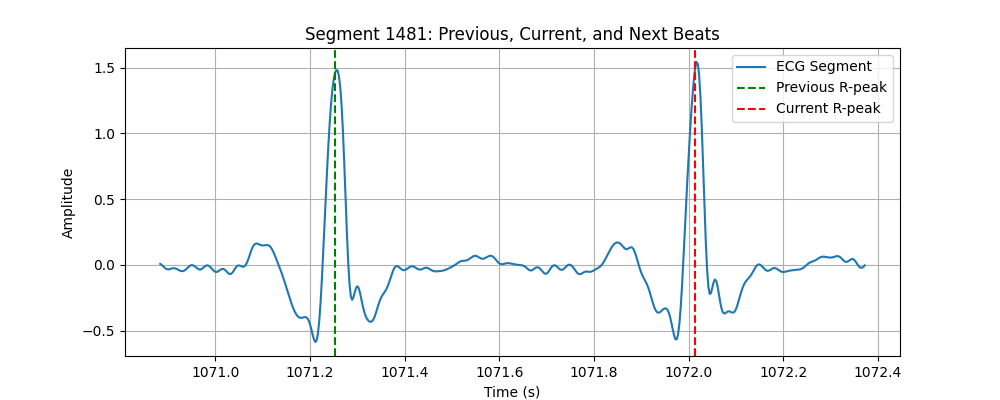 Segment 1481: Previous, Current, and Next Beats
ECG Segment
Previous R-peak
Current R-peak
1.5
1.0
0.5
0.0
−0.5
Amplitude
1071.0 1071.2 1071.4 1071.6 1071.8 1072.0 1072.2 1072.4
Time (s)